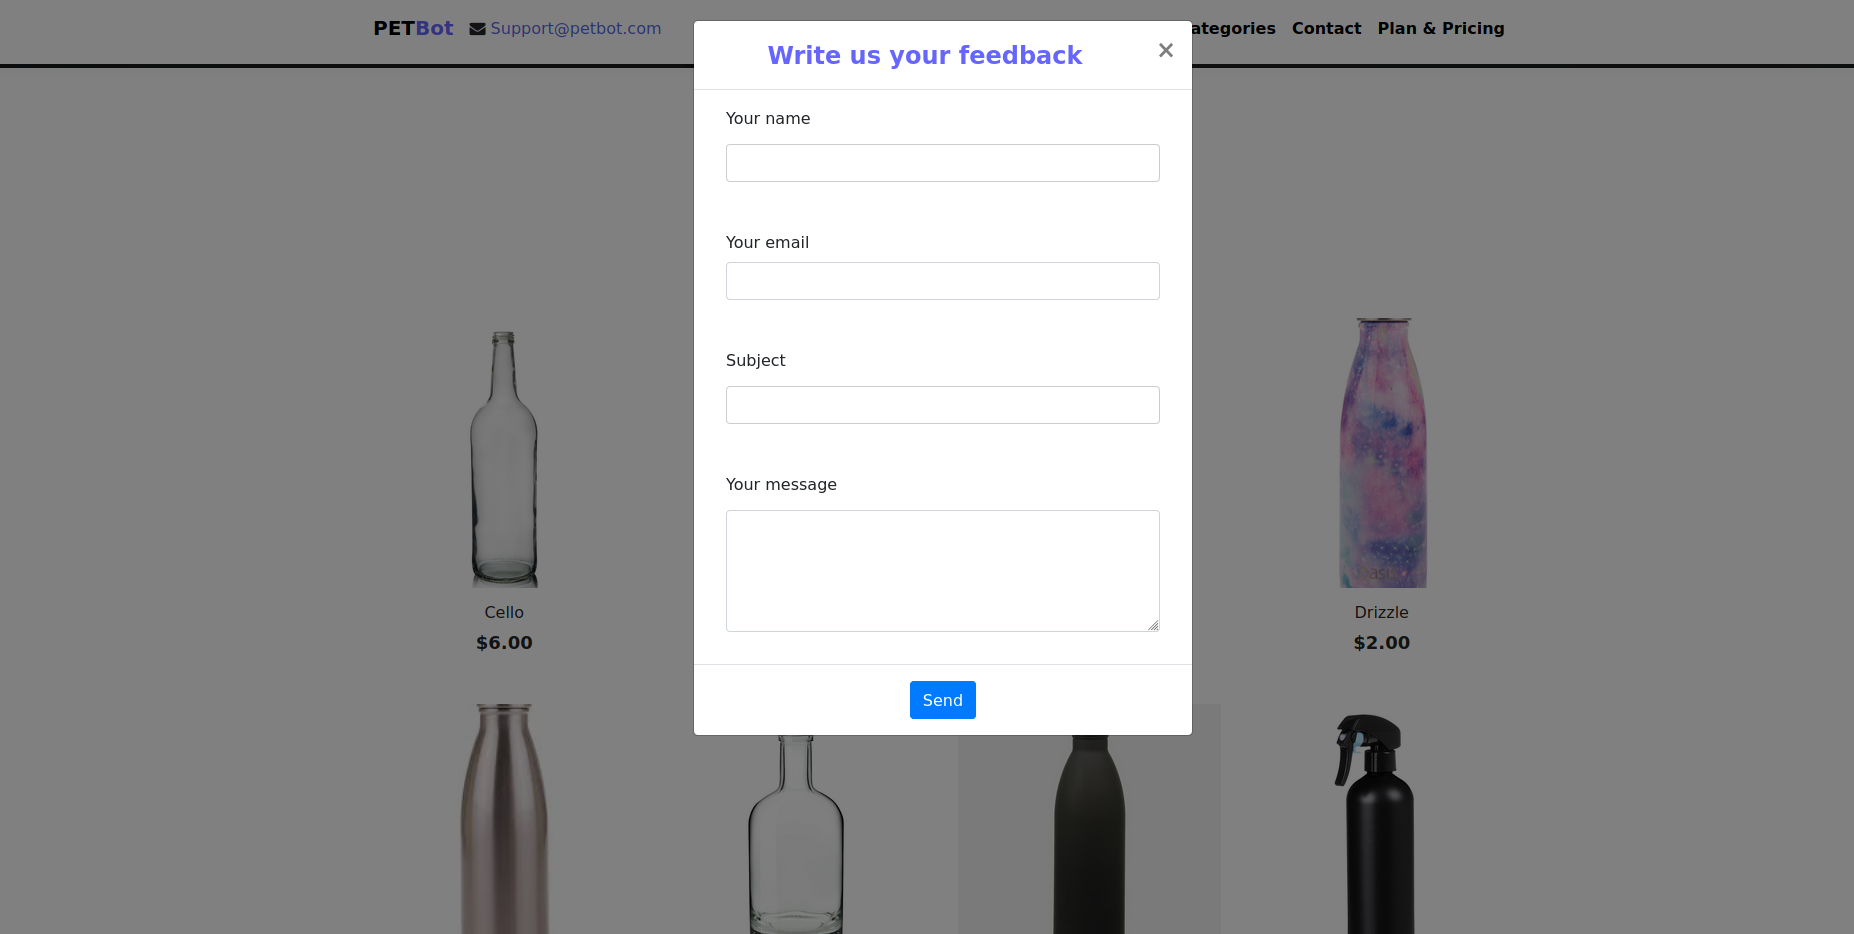 PETBot Support@petbot.com ategories Contact Plan & Pricing
Write us your feedback ×
Your name
Your email
Subject
Your message
oasis
Cello Drizzle
$6.00 $2.00
Send